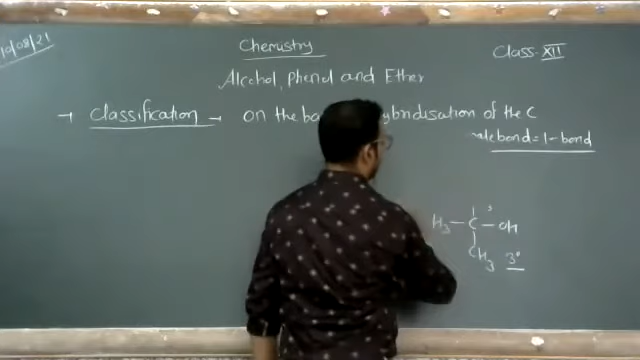 10/08/21
Chemistry
Class-XII
Alcohol, Phenol and Ether
→ Classification → on the ba ybridisation of the C
bond = 1-bond
H3 — C — OH
CH3 3°